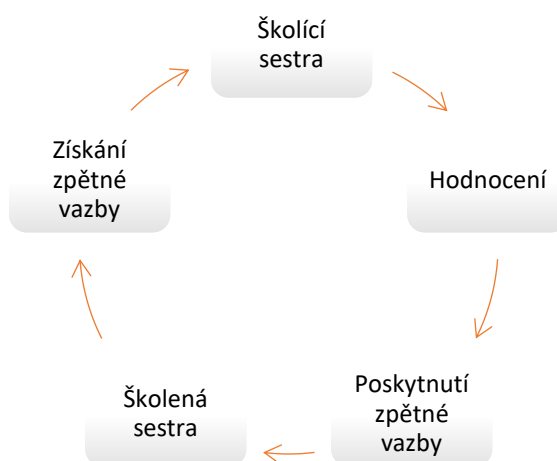 Školící
sestra
Hodnocení
Poskytnutí
zpětné
vazby
Školená
sestra
Získání
zpětné
vazby